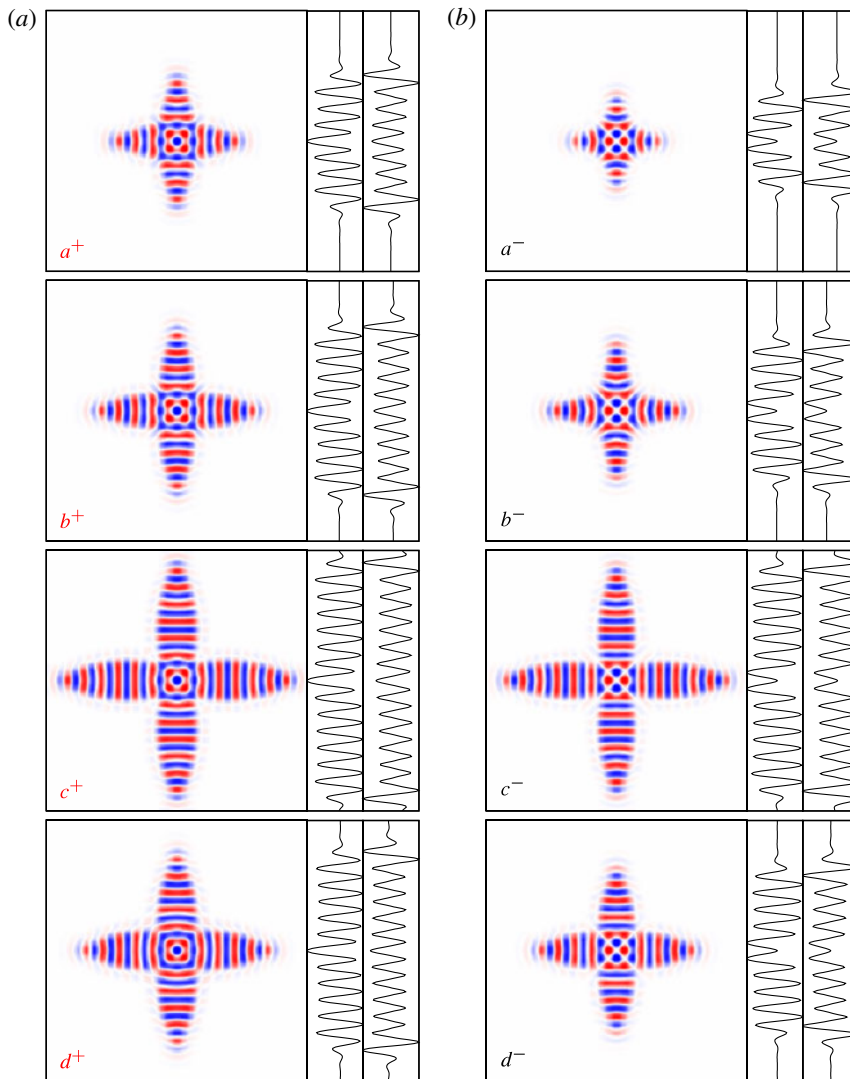 (a) (b)
a⁺ a⁻
b⁺ b⁻
c⁺ c⁻
d⁺ d⁻